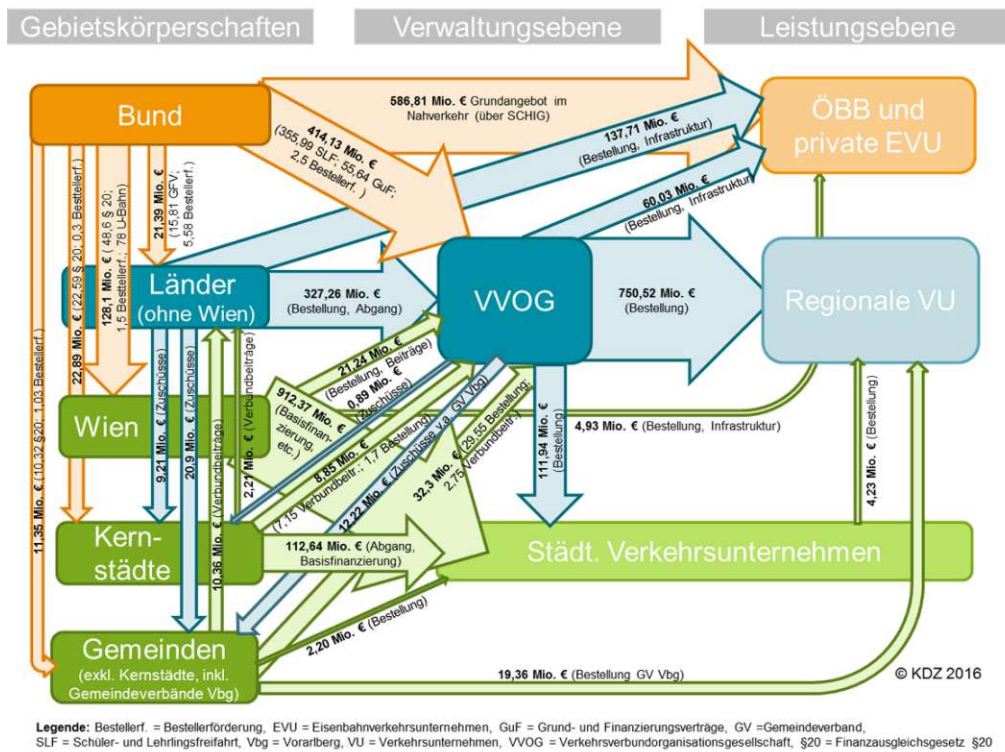 Gebietskörperschaften
Verwaltungsebene
Leistungsebene
Bund
586,81 Mio. € Grundangebot im
Nahverkehr (über SCHIG)
ÖBB und
private EVU
414,13 Mio. €
(355,99 SLF; 55,64 GuF;
2,5 Bestellerf. )
137,71 Mio. €
(Bestellung, Infrastruktur)
60,03 Mio. €
(Bestellung, Infrastruktur)
21,39 Mio. €
(15,81 GFV;
5,58 Bestellerf.)
128,1 Mio. € ( 48,6 § 20;
1,5 Besttellerf.; 78 U-Bahn)
22,89 Mio. € (22,59 § 20; 0,3 Besttellerf.)
11,35 Mio. € (10,32 §20; 1,03 Bestellerf.)
Länder
(ohne Wien)
327,26 Mio. €
(Bestellung, Abgang)
VVOG
750,52 Mio. €
(Bestellung)
Regionale VU
Wien
912,37 Mio. €
(Basisfinan-
zierung,
etc.)
21,24 Mio. €
(Bestellung, Beiträge)
0,89 Mio. €
(Zuschüsse)
8,85 Mio. €
(7,15 Verbundbeitr.; 1,7 Bestellung)
12,22 Mio. € (Zuschüsse v.a. GV Vbg)
32,3 Mio. € (29,55 Bestellung;
2,75 Verbundbeitr.)
111,94 Mio. €
(Bestellung)
4,93 Mio. € (Bestellung, Infrastruktur)
4,23 Mio. € (Bestellung)
9,21 Mio. € (Zuschüsse)
20,9 Mio. € (Zuschüsse)
10,36 Mio. € (Verbundbeiträge)
2,21 Mio. € (Verbundbeiträge)
Kern-
städte
112,64 Mio. € (Abgang,
Basisfinanzierung)
Städt. Verkehrsunternehmen
Gemeinden
(exkl. Kernstädte, inkl.
Gemeindeverbände Vbg)
2,20 Mio. € (Bestellung)
19,36 Mio. € (Bestellung GV Vbg)
© KDZ 2016
Legende: Bestellerf. = Bestellerförderung, EVU = Eisenbahnverkehrsunternehmen, GuF = Grund- und Finanzierungsverträge, GV =Gemeindeverband,
SLF = Schüler- und Lehrlingsfreifahrt, Vbg = Vorarlberg, VU = Verkehrsunternehmen, VVOG = Verkehrsverbundorganisationsgesellschaft, §20 = Finanzausgleichsgesetz §20